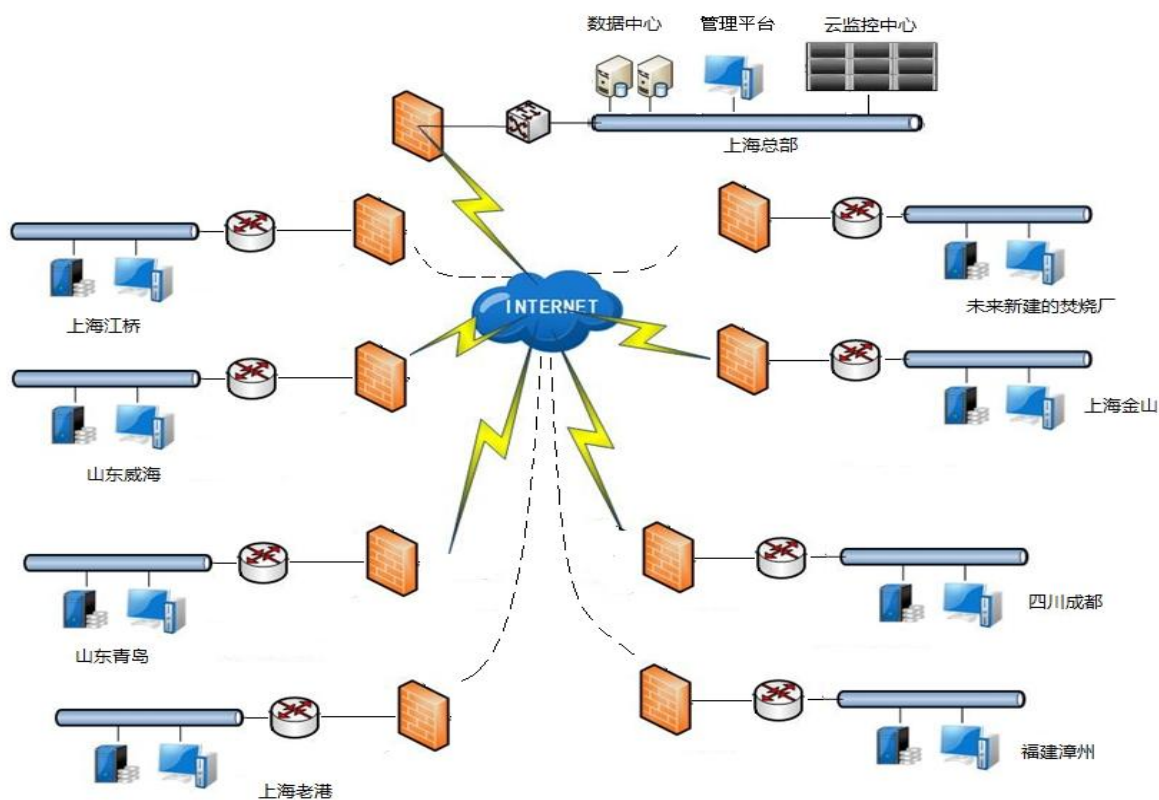 数据中心
管理平台
云监控中心
上海总部
INTERNET
上海江桥
未来新建的焚烧厂
山东威海
上海金山
山东青岛
四川成都
上海老港
福建漳州